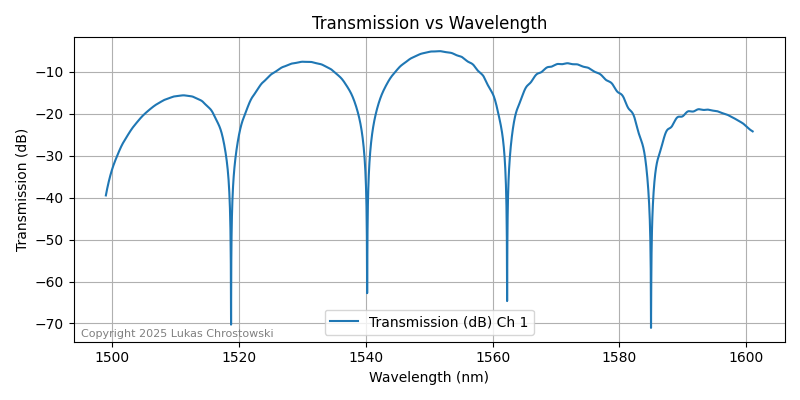 Transmission vs Wavelength
Transmission (dB)
−10
−20
−30
−40
−50
−60
−70
Transmission (dB) Ch 1
Copyright 2025 Lukas Chrostowski
1500 1520 1540 1560 1580 1600
Wavelength (nm)